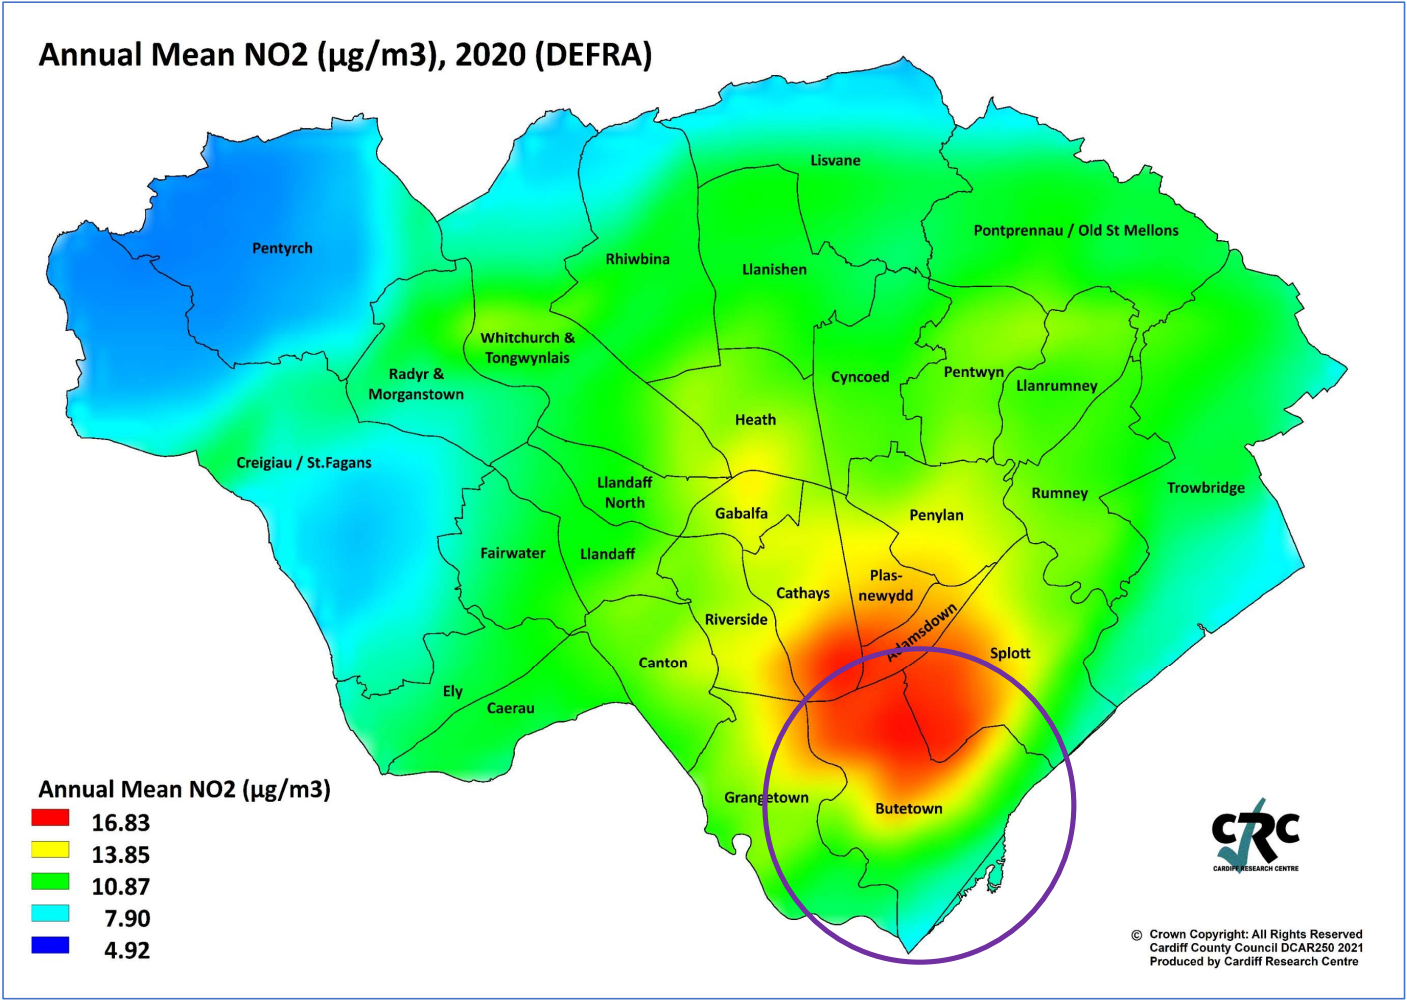 Annual Mean NO2 (µg/m3), 2020 (DEFRA)
Lisvane
Pontprennau / Old St Mellons
Pentyrch
Rhiwbina
Llanishen
Whitchurch &
Tongwynlais
Radyr &
Morganstown
Cyncoed
Pentwyn
Llanrumney
Heath
Creigiau / St.Fagans
Llandaff
North
Rumney
Trowbridge
Gabalfa
Penylan
Fairwater
Llandaff
Plas-
newydd
Cathays
Riverside
Adamsdown
Splott
Canton
Ely
Caerau
Grangetown
Butetown
Annual Mean NO2 (µg/m3)
16.83
13.85
10.87
7.90
4.92
CRC
CARDIFF RESEARCH CENTRE
© Crown Copyright: All Rights Reserved
Cardiff County Council DCAR250 2021
Produced by Cardiff Research Centre